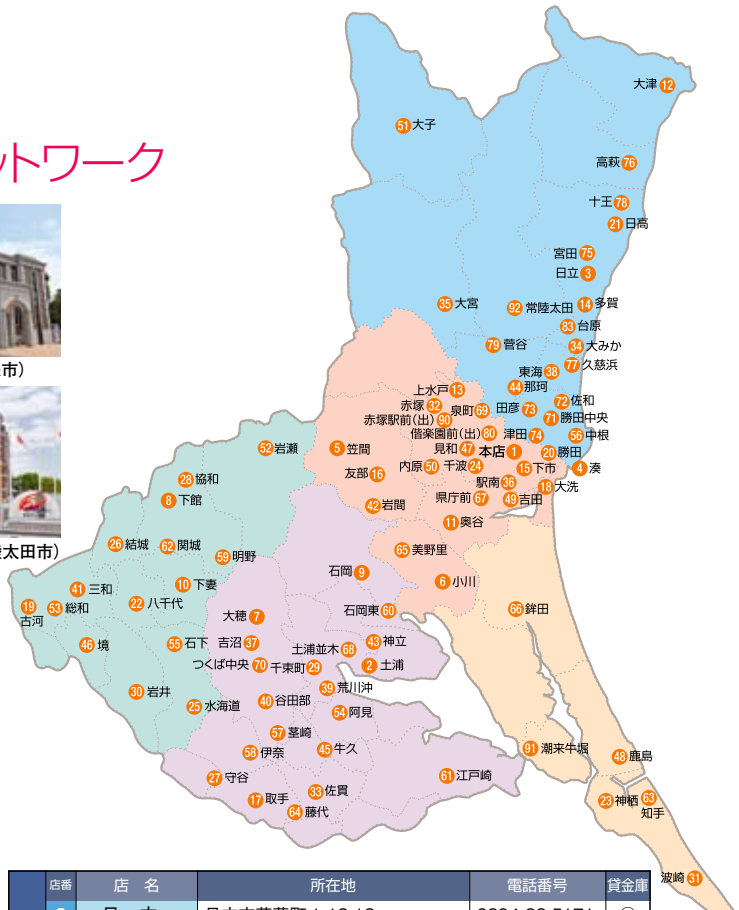 ットワーク
市)
太田市)
大津 12
51 大子
高萩 76
十王 78
21 日高
宮田 75
日立 3
35 大宮
92 常陸太田
14 多賀
83 台原
79 菅谷
34 大みか
77 久慈浜
東海 38
44 那珂
上水戸 13
赤塚 32
泉町 69
田彦 73
72 佐和
赤塚駅前(出) 90
71 勝田中央
偕楽園前(出) 80
津田 74
56 中根
52 岩瀬
5 笠間
見和 47
本店 1
20 勝田
友部 16
内原 50
千波 24
15 下市
4 湊
28 協和
駅南 36
18 大洗
8 下館
42 岩間
県庁前 67
49 吉田
11 奥谷
26 結城
62 関城
59 明野
65 美野里
石岡 9
6 小川
10 下妻
41 三和
19 古河
53 総和
22 八千代
大穂 7
石岡東 60
66 鉾田
46 境
55 石下
吉沼 37
43 神立
土浦並木 68
つくば中央 70
千束町 29
2 土浦
30 岩井
39 荒川沖
25 水海道
40 谷田部
54 阿見
57 茎崎
58 伊奈
45 牛久
91 潮来牛堀
48 鹿島
27 守谷
61 江戸崎
17 取手
33 佐貫
64 藤代
23 神栖
63 知手
波崎 31
店番 店 名 所在地 電話番号 貸金庫